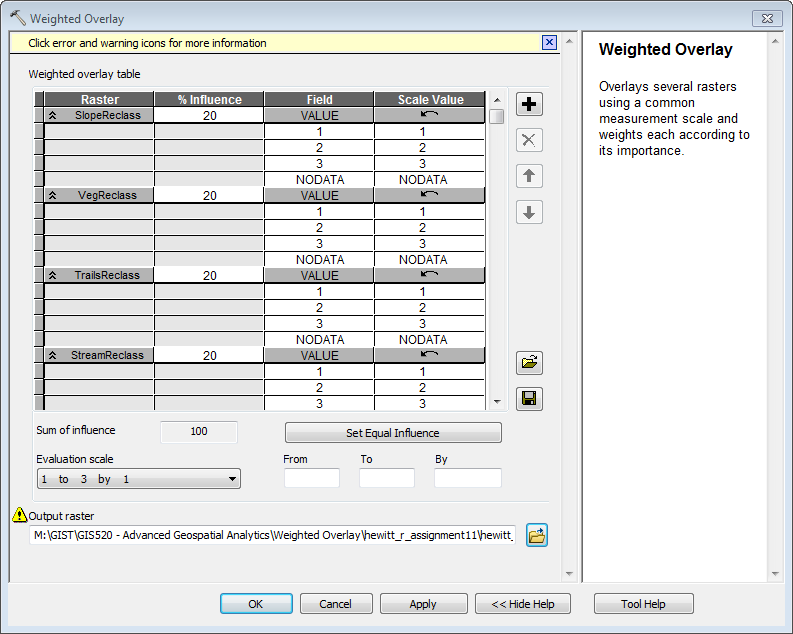 Weighted Overlay
Click error and warning icons for more information
Weighted overlay table
Raster % Influence Field Scale Value
SlopeReclass 20 VALUE
1 1
2 2
3 3
NODATA NODATA
VegReclass 20 VALUE
1 1
2 2
3 3
NODATA NODATA
TrailsReclass 20 VALUE
1 1
2 2
3 3
NODATA NODATA
StreamReclass 20 VALUE
1 1
2 2
3 3
Sum of influence 100 Set Equal Influence
Evaluation scale From To By
1 to 3 by 1
Output raster
M:\GIST\GIS520 - Advanced Geospatial Analytics\Weighted Overlay\hewitt_r_assignment11\hewitt_
OK Cancel Apply << Hide Help Tool Help
Weighted Overlay
Overlays several rasters
using a common
measurement scale and
weights each according to
its importance.